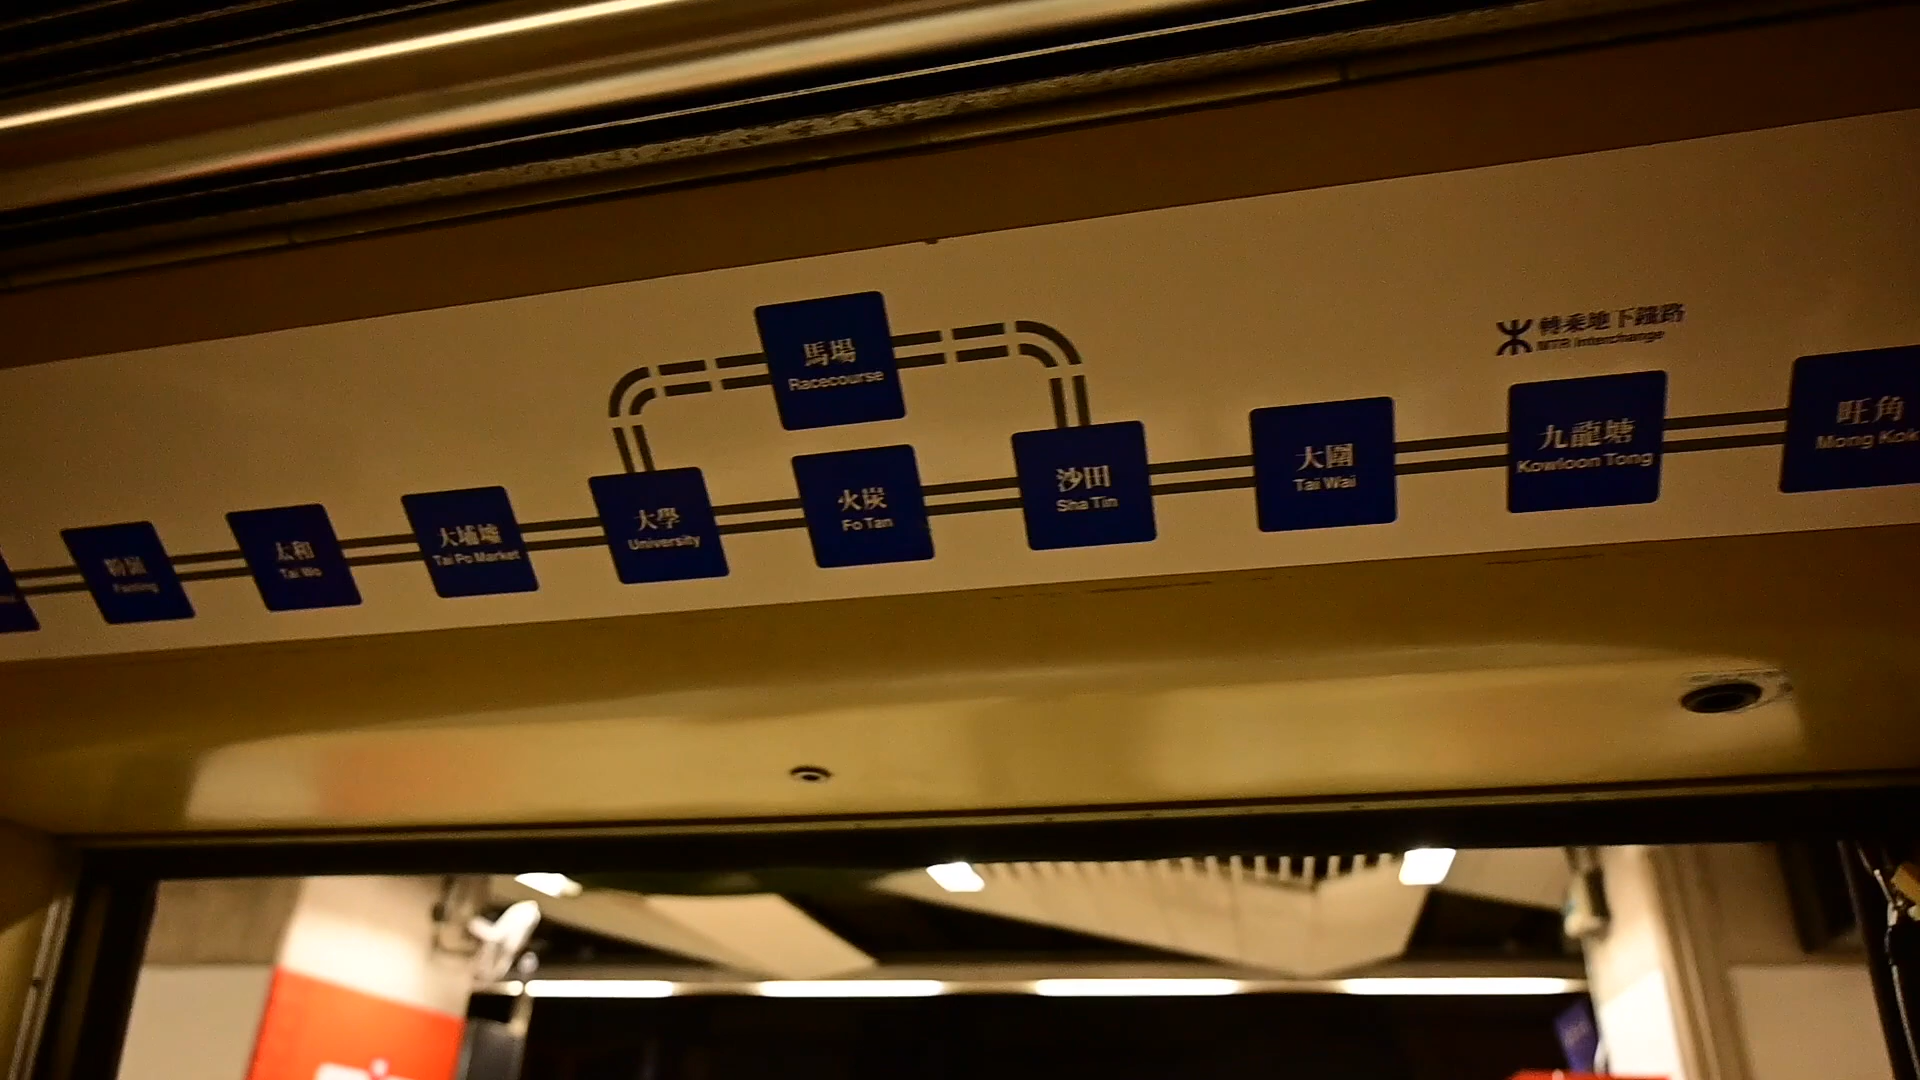 馬場
Racecourse
轉乘地下鐵路
MTR Interchange
粉嶺
Fanling
太和
Tai Wo
大埔墟
Tai Po Market
大學
University
火炭
Fo Tan
沙田
Sha Tin
大圍
Tai Wai
九龍塘
Kowloon Tong
旺角
Mong Kok